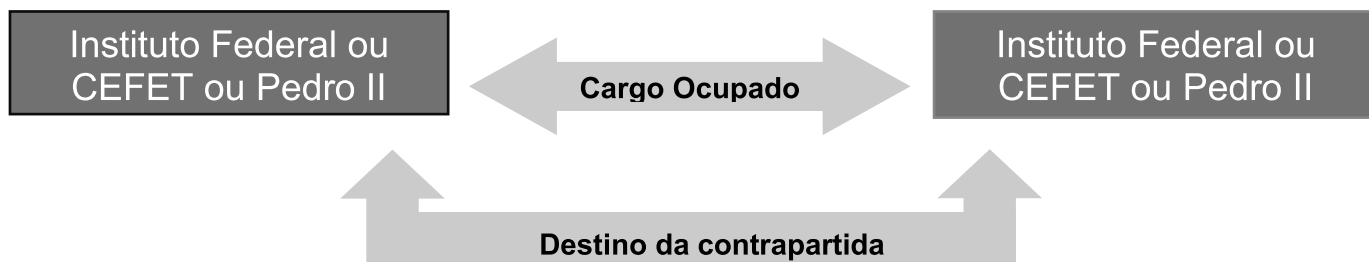 Instituto Federal ou
CEFET ou Pedro II
Cargo Ocupado
Instituto Federal ou
CEFET ou Pedro II
Destino da contrapartida